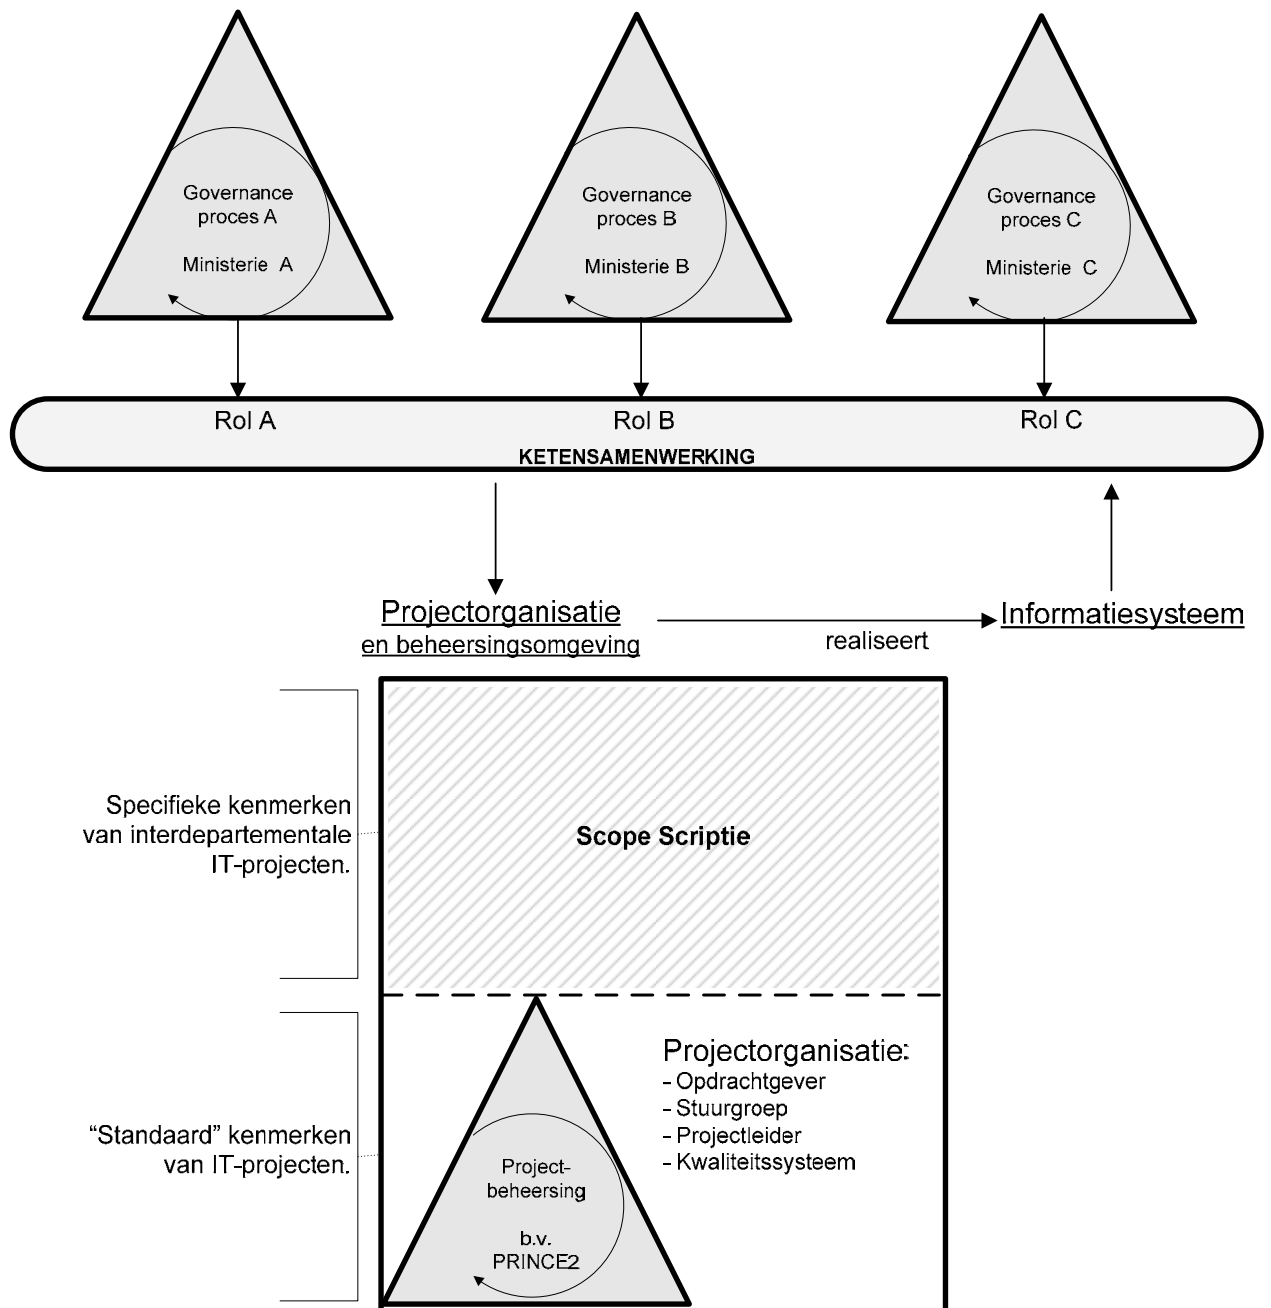 Governance
proces A
Ministerie A
Governance
proces B
Ministerie B
Governance
proces C
Ministerie C
Rol A
Rol B
Rol C
KETENSAMENWERKING
Projectorganisatie
en beheersingsomgeving
realiseert
Informatiesysteem
Specifieke kenmerken
van interdepartementale
IT-projecten.
Scope Scriptie
"Standaard" kenmerken
van IT-projecten.
Project-
beheersing
b.v.
PRINCE2
Projectorganisatie:
- Opdrachtgever
- Stuurgroep
- Projectleider
- Kwaliteitssysteem